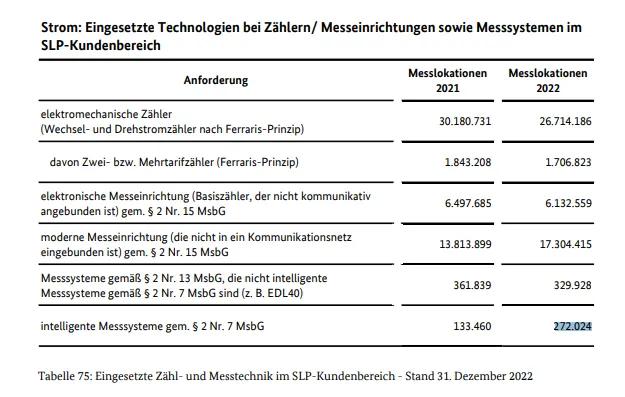 Strom: Eingesetzte Technologien bei Zählern/ Messeinrichtungen sowie Messsystemen im
SLP-Kundenbereich
Anforderung
Messlokationen
2021
Messlokationen
2022
elektromechanische Zähler
(Wechsel- und Drehstromzähler nach Ferraris-Prinzip)
30.180.731
26.714.186
davon Zwei- bzw. Mehrtarifzähler (Ferraris-Prinzip)
1.843.208
1.706.823
elektronische Messeinrichtung (Basiszähler, der nicht kommunikativ
angebunden ist) gem. § 2 Nr. 15 MsbG
6.497.685
6.132.559
moderne Messeinrichtung (die nicht in ein Kommunikationsnetz
eingebunden ist) gem. § 2 Nr. 15 MsbG
13.813.899
17.304.415
Messsysteme gemäß § 2 Nr. 13 MsbG, die nicht intelligente
Messsysteme gemäß § 2 Nr. 7 MsbG sind (z. B. EDL40)
361.839
329.928
intelligente Messsysteme gem. § 2 Nr. 7 MsbG
133.460
272.024
Tabelle 75: Eingesetzte Zähl- und Messtechnik im SLP-Kundenbereich - Stand 31. Dezember 2022